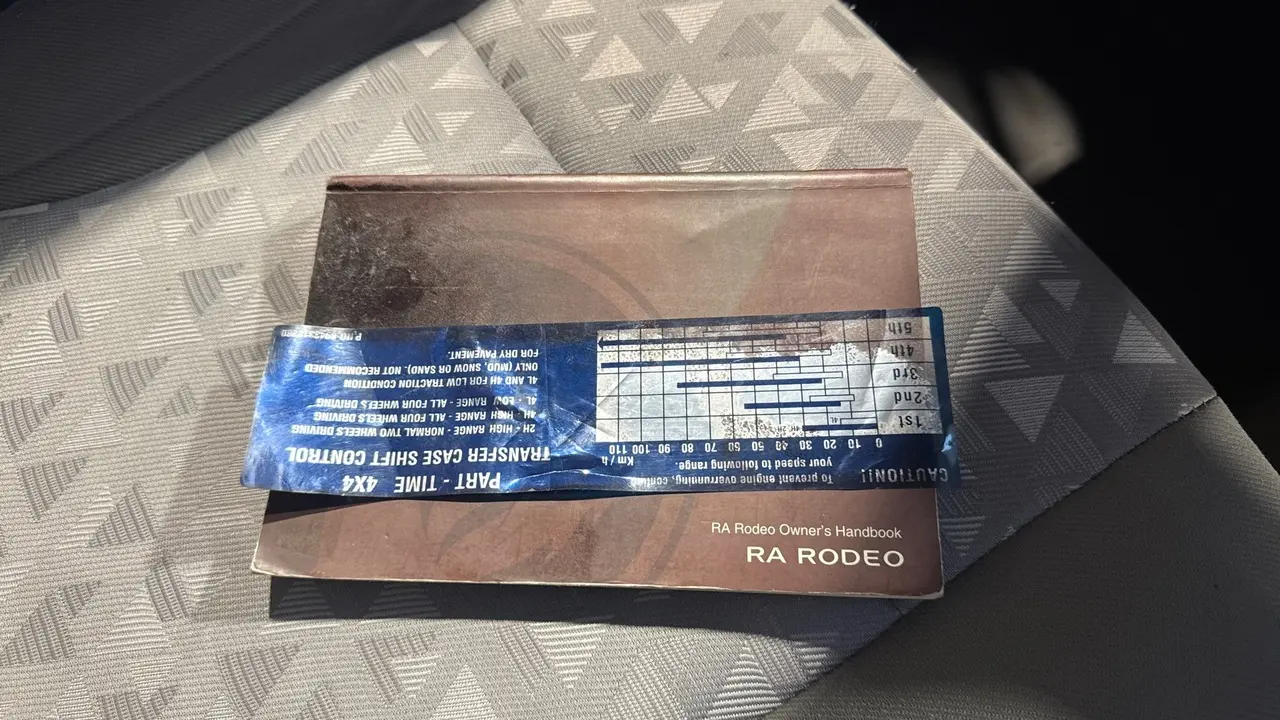 RA Rodeo Owner's Handbook
RA RODEO
CAUTION!!
To prevent engine overrunning,
your speed to following range.
0 10 20 30 40 50 60 70 80 90 100 110
Km / h
1st
2nd
3rd
4th
5th
4H·2H
4L
PART - TIME 4X4
TRANSFER CASE SHIFT CONTROL
2H - HIGH RANGE - NORMAL TWO WHEELS DRIVING
4H - HIGH RANGE - ALL FOUR WHEELS DRIVING
4L - LOW RANGE - ALL FOUR WHEELS DRIVING
4L AND 4H FOR LOW TRACTION CONDITION
ONLY (MUD, SNOW OR SAND), NOT RECOMMENDED
FOR DRY PAVEMENT.